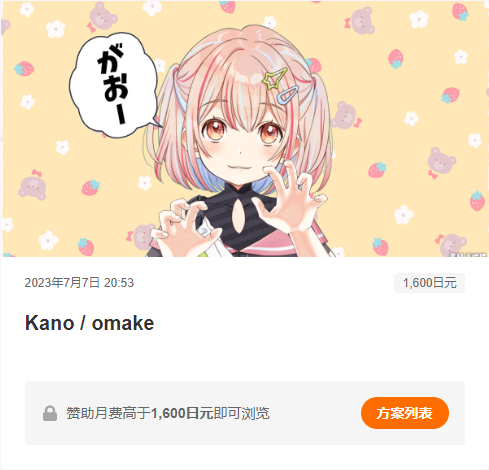 がおー
2023年7月7日 20:53
1,600日元
Kano / omake
赞助月费高于1,600日元即可浏览
方案列表